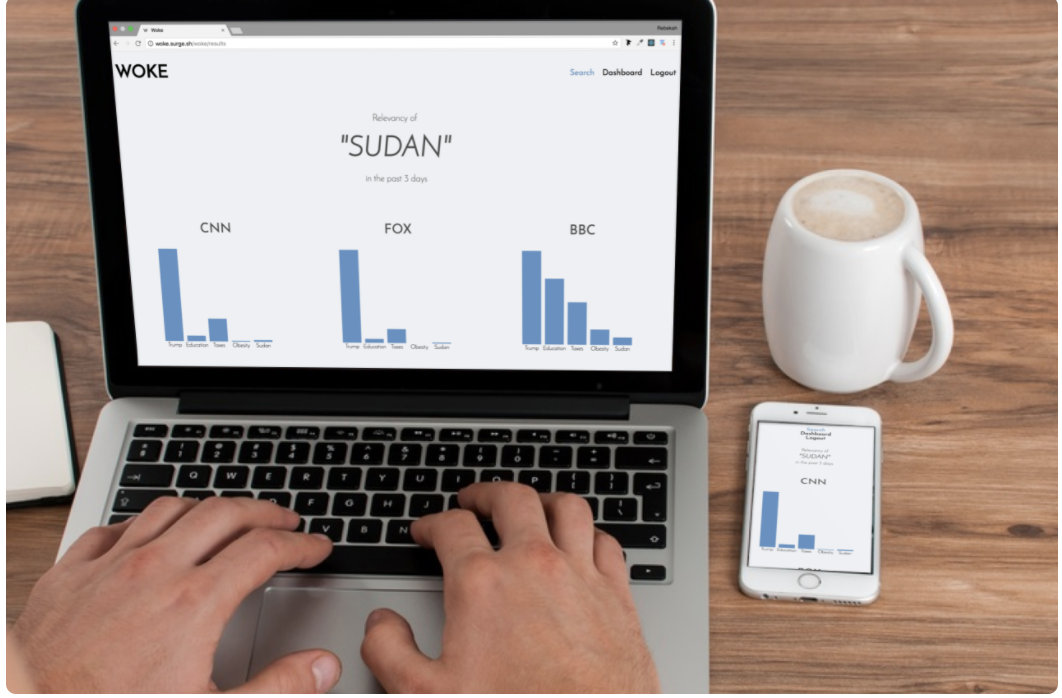 Woke
Rebekah
woke.surge.sh/woke/results
WOKE
Search Dashboard Logout
Relevancy of
"SUDAN"
in the past 3 days
CNN FOX BBC
Trump Education Taxes Obesity Sudan
Trump Education Taxes Obesity Sudan
Trump Education Taxes Obesity Sudan
Q W E R T Y U I O P
F G H J
V B N
Search
Dashboard
Logout
Relevancy of
"SUDAN"
in the past 3 days
CNN
Trump Education Taxes Obesity Sudan